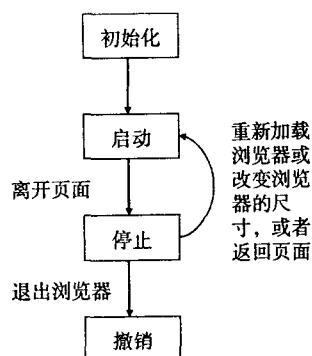 初始化
启动
离开页面
重新加载
浏览器或
改变浏览
器的尺
寸，或者
返回页面
停止
退出浏览器
撤销